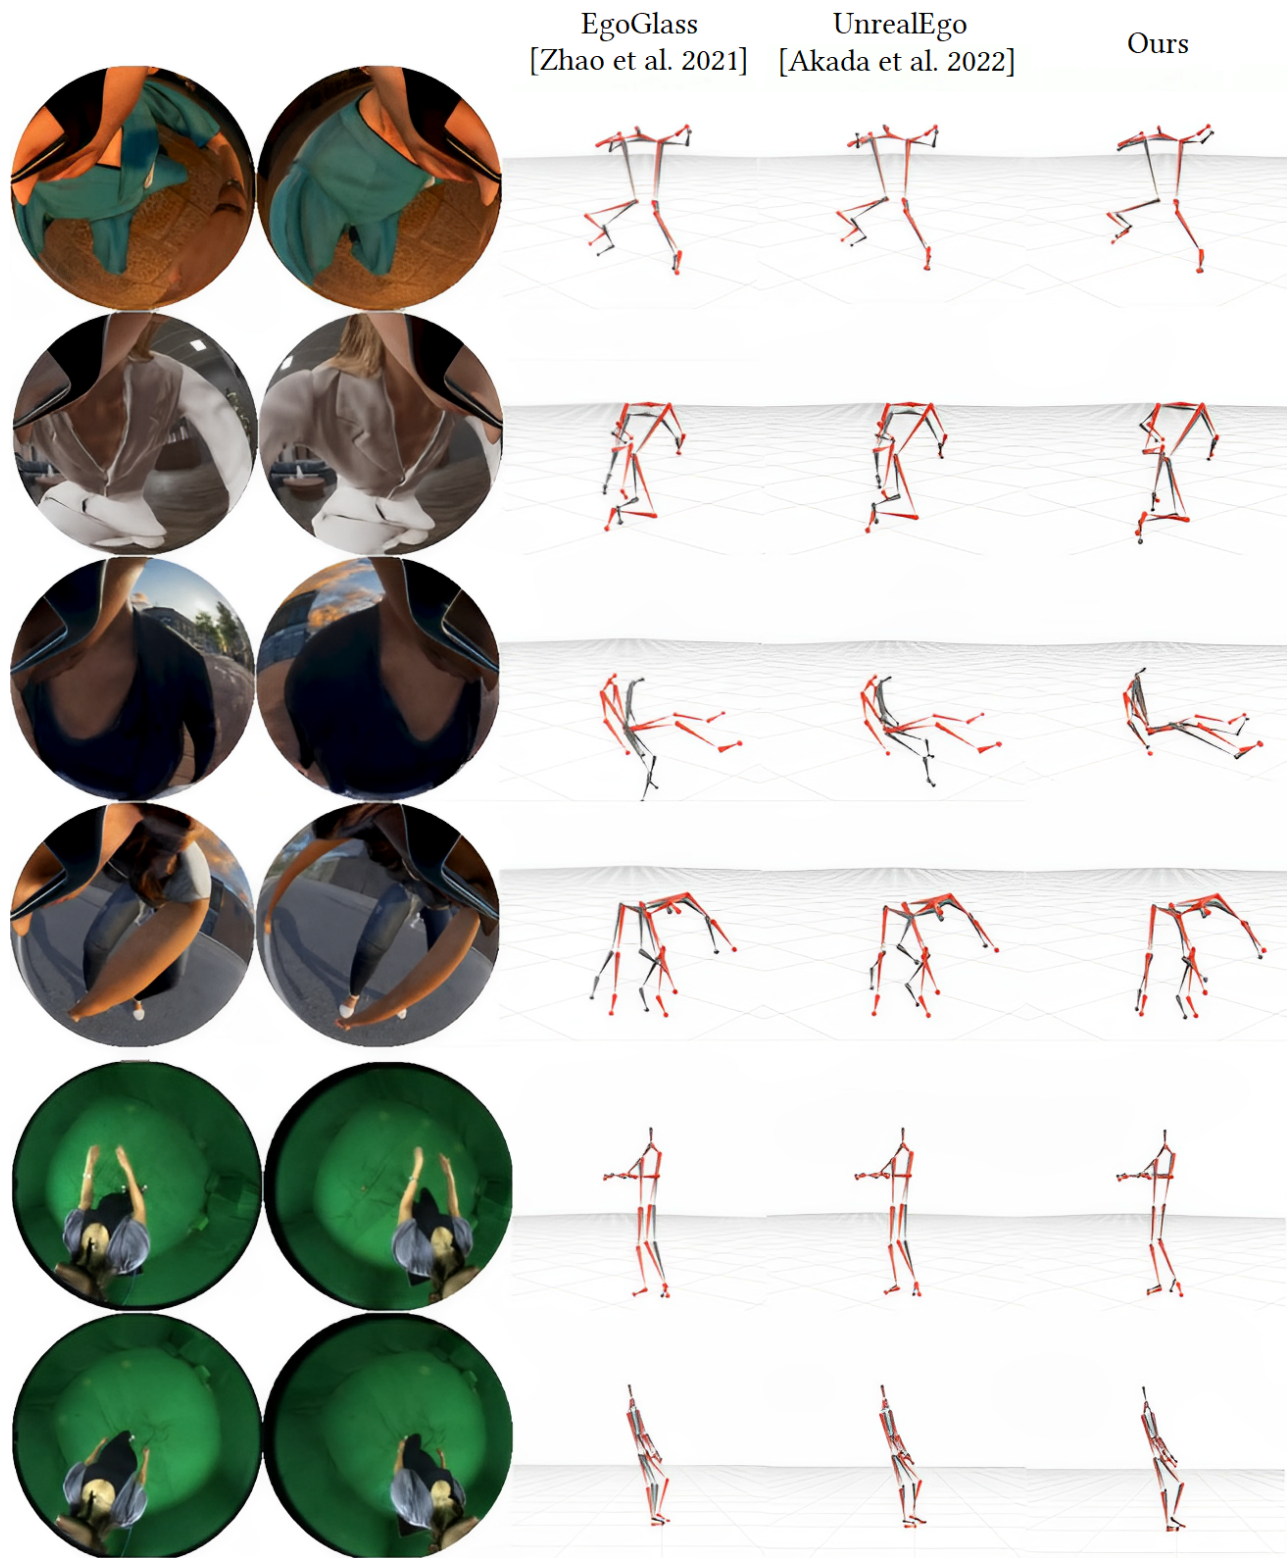 EgoGlass
[Zhao et al. 2021]
UnrealEgo
[Akada et al. 2022]
Ours